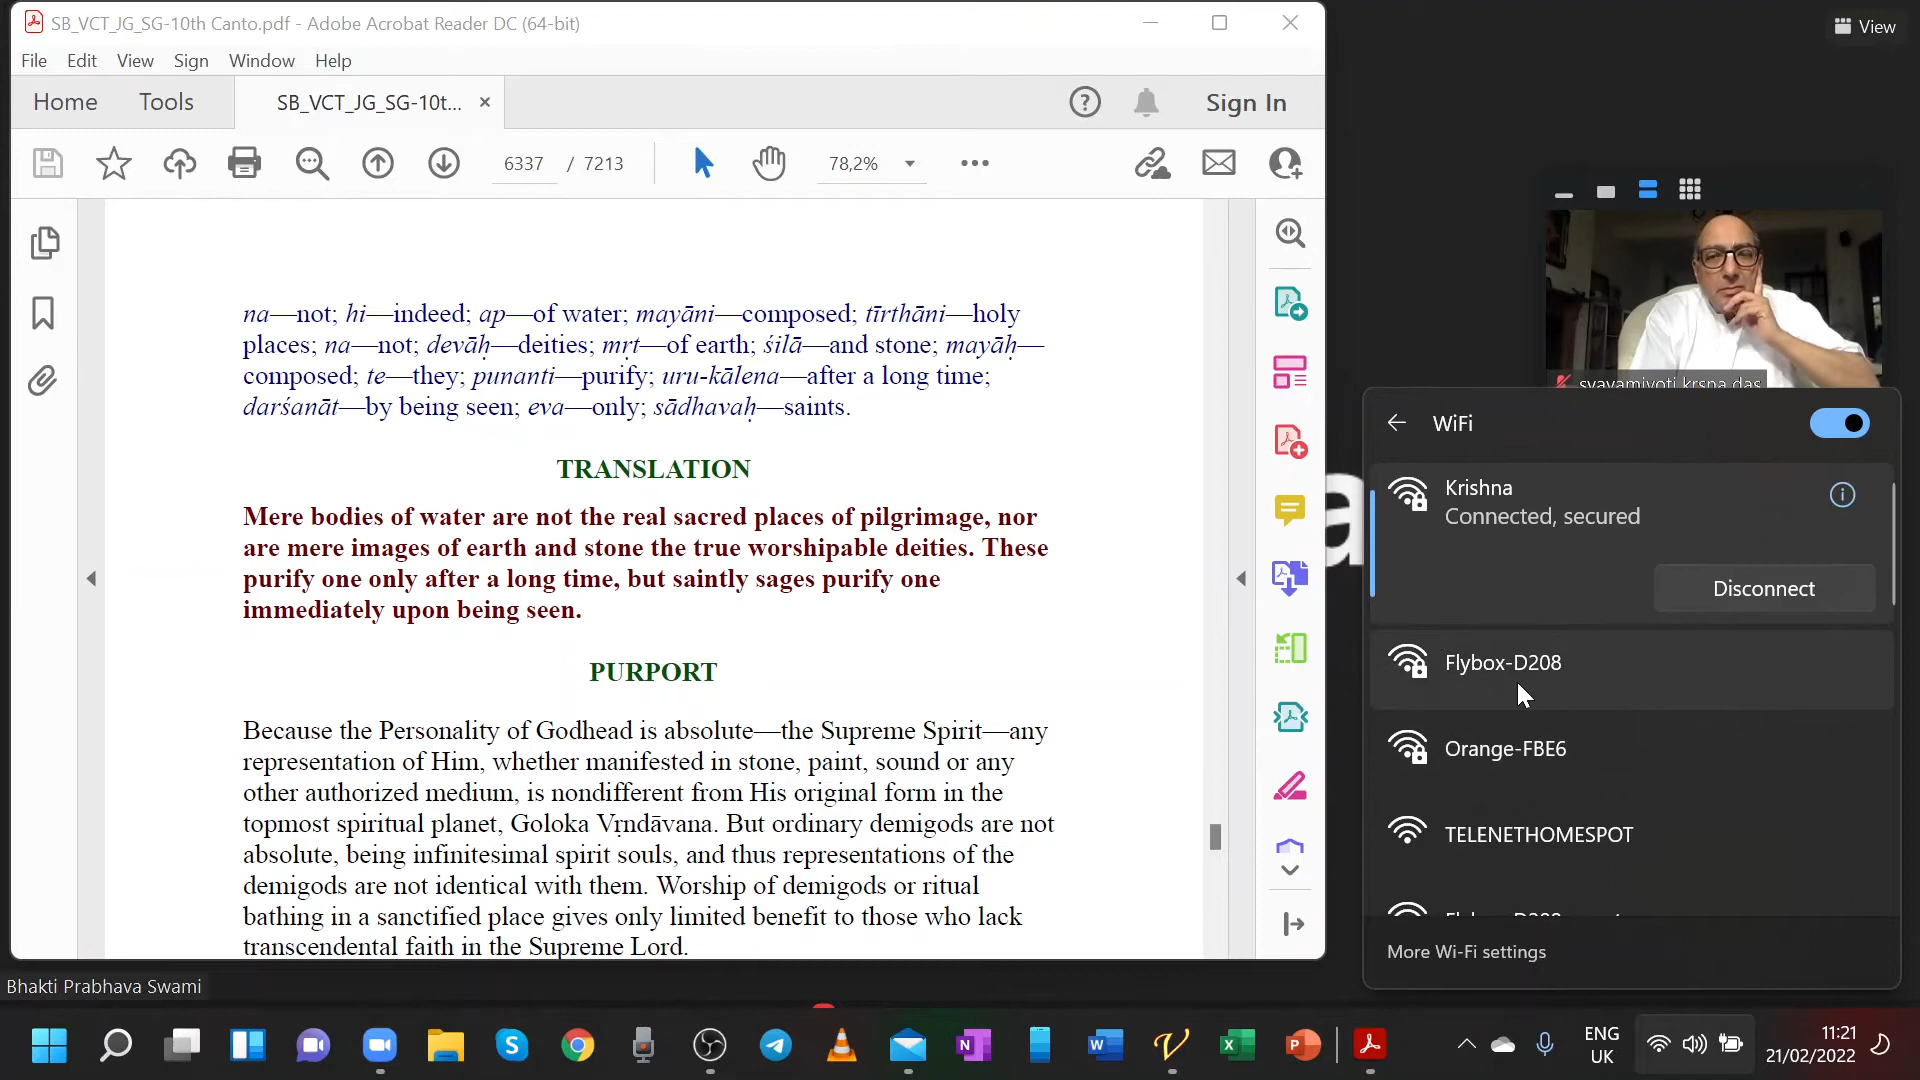 SB_VCT_JG_SG-10th Canto.pdf - Adobe Acrobat Reader DC (64-bit)
File Edit View Sign Window Help
Home Tools SB_VCT_JG_SG-10t... × Sign In
6337 / 7213 78,2%
na—not; hi—indeed; ap—of water; mayāni—composed; tīrthāni—holy
places; na—not; devāḥ—deities; mṛt—of earth; śilā—and stone; mayāḥ—
composed; te—they; punanti—purify; uru-kālena—after a long time;
darśanāt—by being seen; eva—only; sādhavaḥ—saints.
TRANSLATION
Mere bodies of water are not the real sacred places of pilgrimage, nor
are mere images of earth and stone the true worshipable deities. These
purify one only after a long time, but saintly sages purify one
immediately upon being seen.
PURPORT
Because the Personality of Godhead is absolute—the Supreme Spirit—any
representation of Him, whether manifested in stone, paint, sound or any
other authorized medium, is nondifferent from His original form in the
topmost spiritual planet, Goloka Vṛndāvana. But ordinary demigods are not
absolute, being infinitesimal spirit souls, and thus representations of the
demigods are not identical with them. Worship of demigods or ritual
bathing in a sanctified place gives only limited benefit to those who lack
transcendental faith in the Supreme Lord.
View
svayamjyoti krsna das
a
WiFi
Krishna
Connected, secured
Disconnect
Flybox-D208
Orange-FBE6
TELENETHOMESPOT
More Wi-Fi settings
Bhakti Prabhava Swami
ENG
UK
11:21
21/02/2022